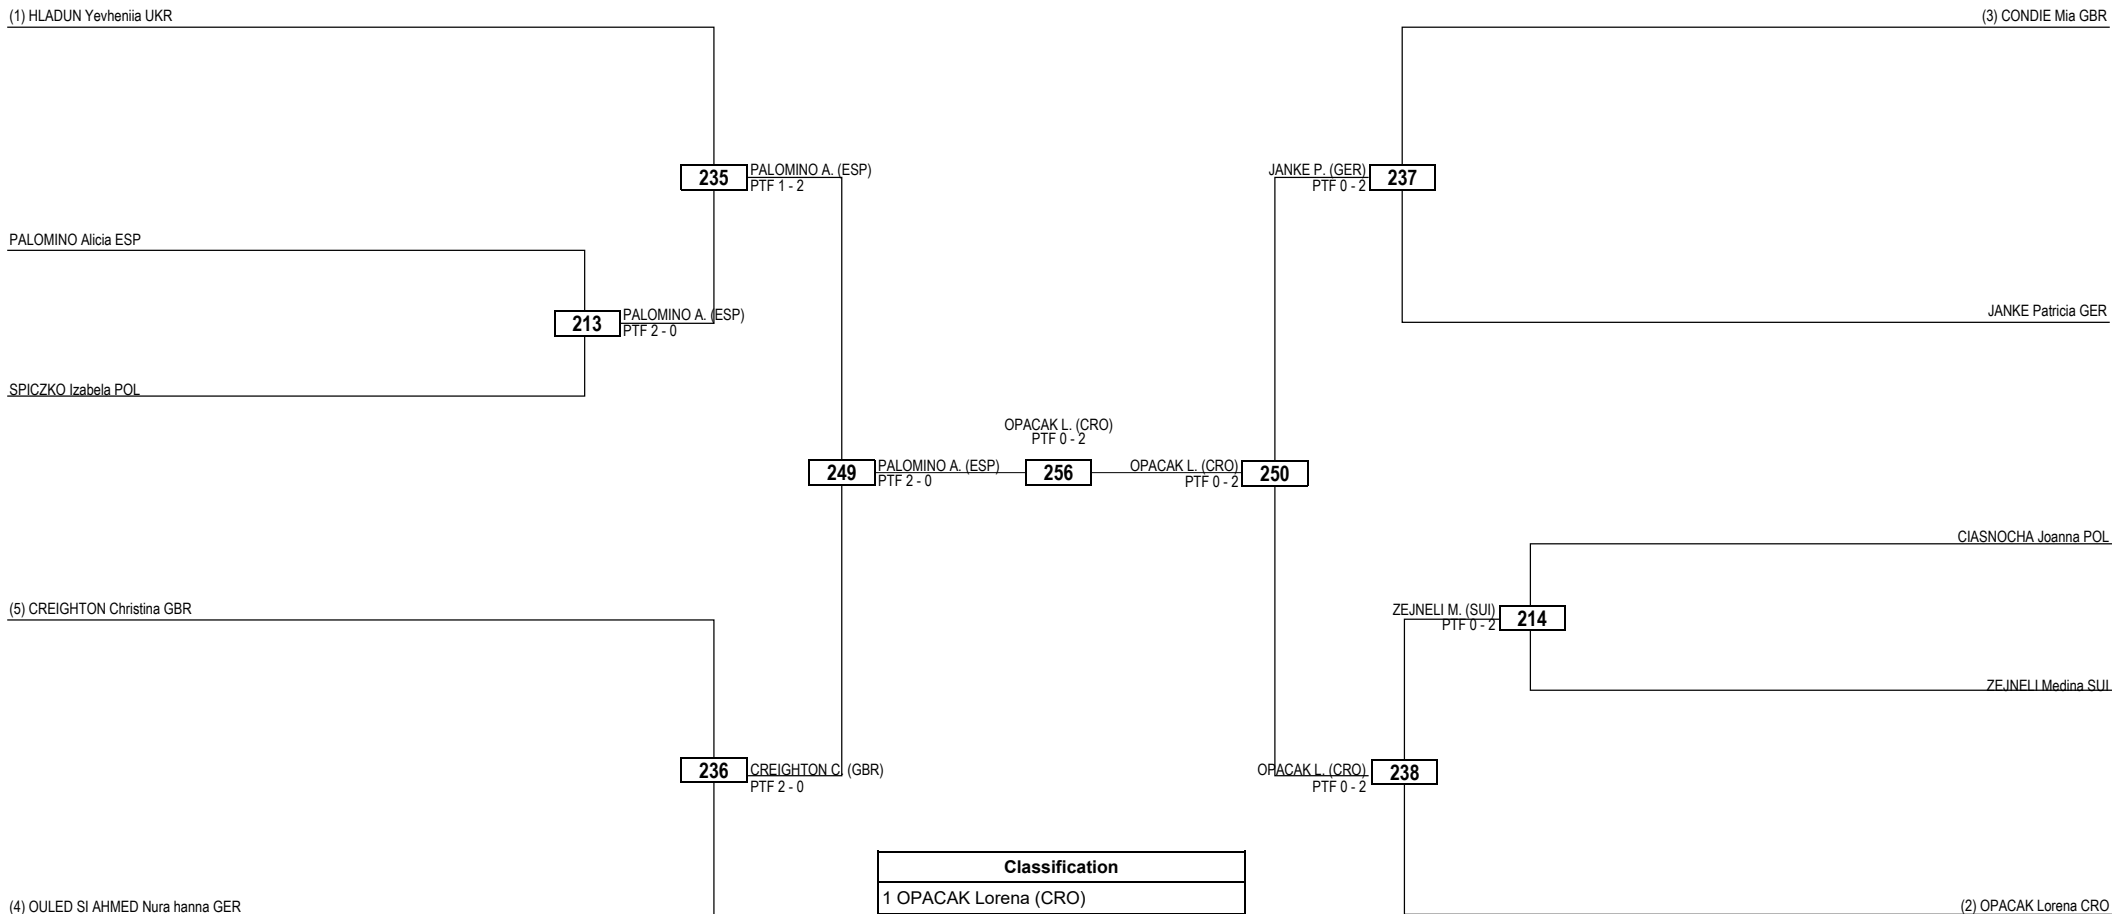 (1) HLADUN Yevheniia UKR
(3) CONDIE Mia GBR
235
PALOMINO A. (ESP)
PTF 1 - 2
JANKE P. (GER)
PTF 0 - 2
237
PALOMINO Alicia ESP
213
PALOMINO A. (ESP)
PTF 2 - 0
JANKE Patricia GER
SPICZKO Izabela POL
OPACAK L. (CRO)
PTF 0 - 2
249
PALOMINO A. (ESP)
PTF 2 - 0
256
OPACAK L. (CRO)
PTF 0 - 2
250
CIASNOCHA Joanna POL
(5) CREIGHTON Christina GBR
ZEJNELI M. (SUI)
PTF 0 - 2
214
ZEJNELI Medina SUI
236
CREIGHTON C. (GBR)
PTF 2 - 0
OPACAK L. (CRO)
PTF 0 - 2
238
Classification
1 OPACAK Lorena (CRO)
(4) OULED SI AHMED Nura hanna GER
(2) OPACAK Lorena CRO